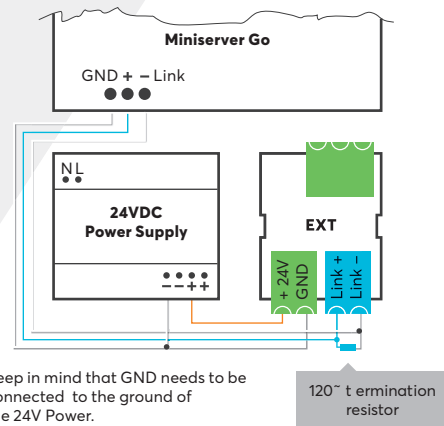 Miniserver Go
GND + − Link
N L
24VDC
Power Supply
− − + +
EXT
+ 24V
GND
Link +
Link −
eep in mind that GND needs to be
onnected to the ground of
e 24V Power.
120~ t ermination
resistor